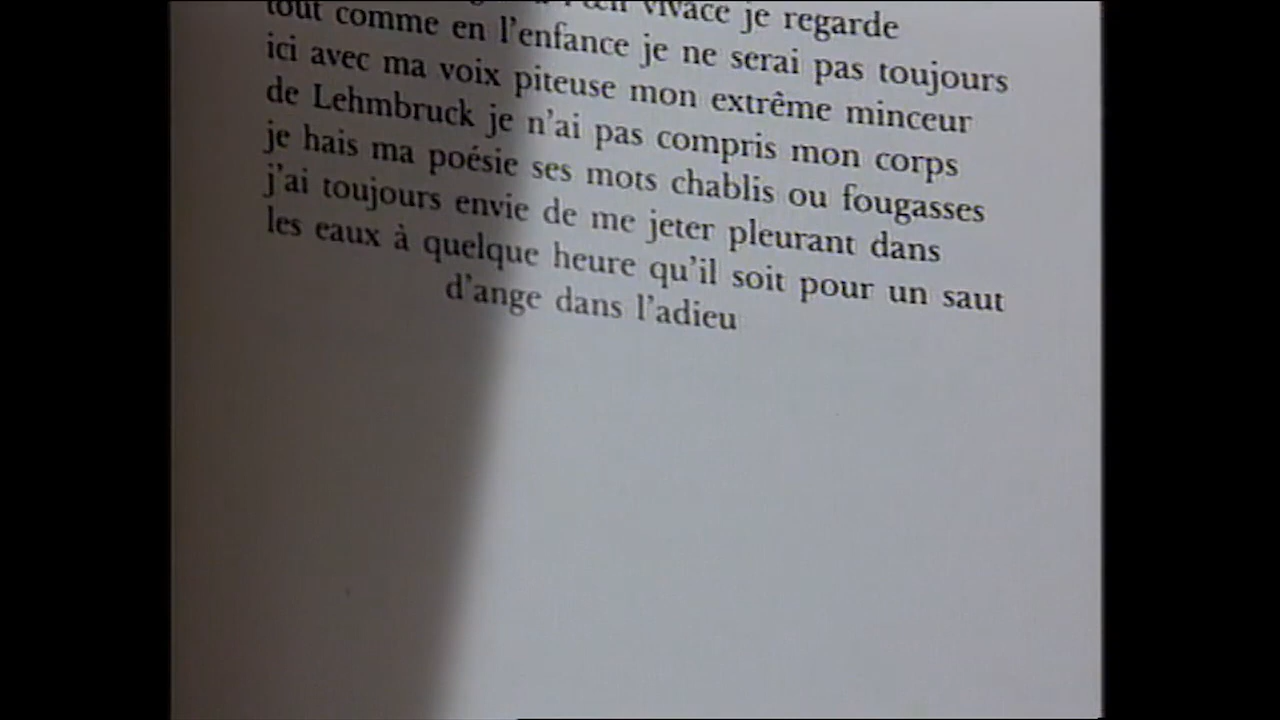 vivace je regarde
tout comme en l'enfance je ne serai pas toujours
ici avec ma voix piteuse mon extrême minceur
de Lehmbruck je n'ai pas compris mon corps
je hais ma poésie ses mots chablis ou fougasses
j'ai toujours envie de me jeter pleurant dans
les eaux à quelque heure qu'il soit pour un saut
d'ange dans l'adieu